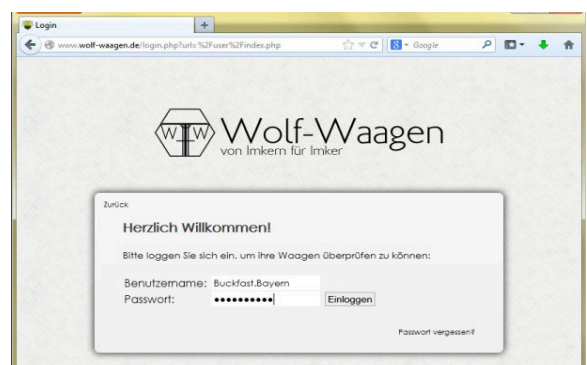 Login
www.wolf-waagen.de/login.php?url=%2Fuser%2Findex.php
Google
W W
Wolf-Waagen
von Imkern für Imker
Zurück
Herzlich Willkommen!
Bitte loggen Sie sich ein, um Ihre Waagen überprüfen zu können:
Benutzername: Buckfast.Bayern
Passwort: ●●●●●●●●●● Einloggen
Passwort vergessen?